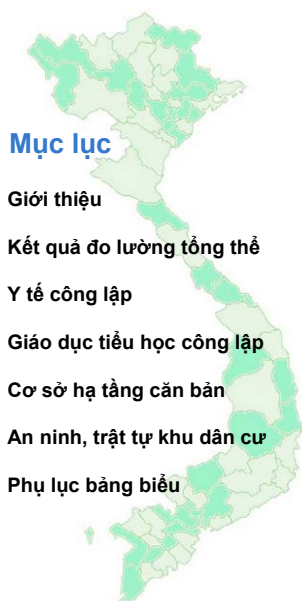 Mục lục
Giới thiệu
Kết quả đo lường tổng thể
Y tế công lập
Giáo dục tiểu học công lập
Cơ sở hạ tầng căn bản
An ninh, trật tự khu dân cư
Phụ lục bảng biểu